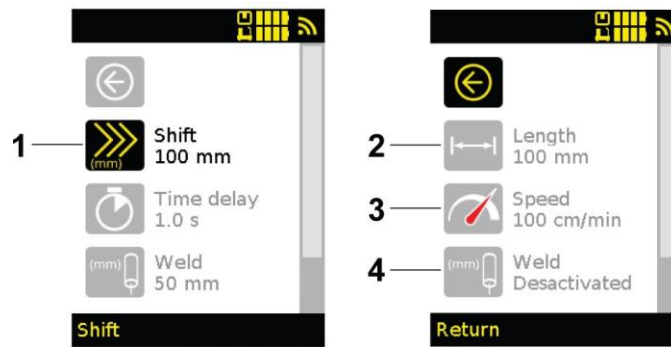 1
(mm)
Shift
100 mm
Time delay
1.0 s
(mm)
Weld
50 mm
Shift
2
Length
100 mm
3
Speed
100 cm/min
4
(mm)
Weld
Desactivated
Return